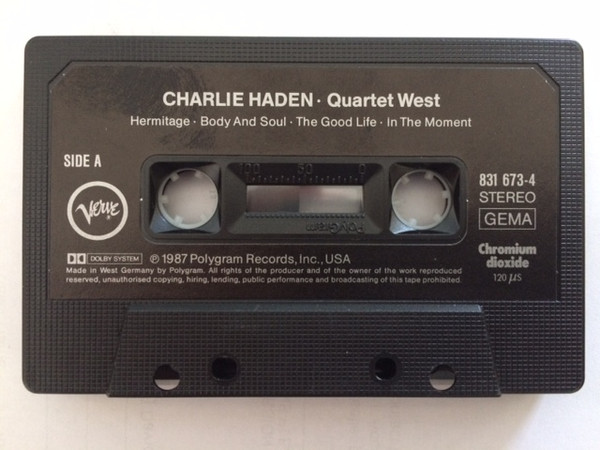 CHARLIE HADEN · Quartet West
Hermitage · Body And Soul · The Good Life · In The Moment
SIDE A
100 50 0
831 673-4
STEREO
Verve
PolyGram
GEMA
DOLBY SYSTEM
℗ 1987 Polygram Records, Inc., USA
Chromium
dioxide
120 µs
Made in West Germany by Polygram. All rights of the producer and of the owner of the work reproduced
reserved, unauthorised copying, hiring, lending, public performance and broadcasting of this tape prohibited.